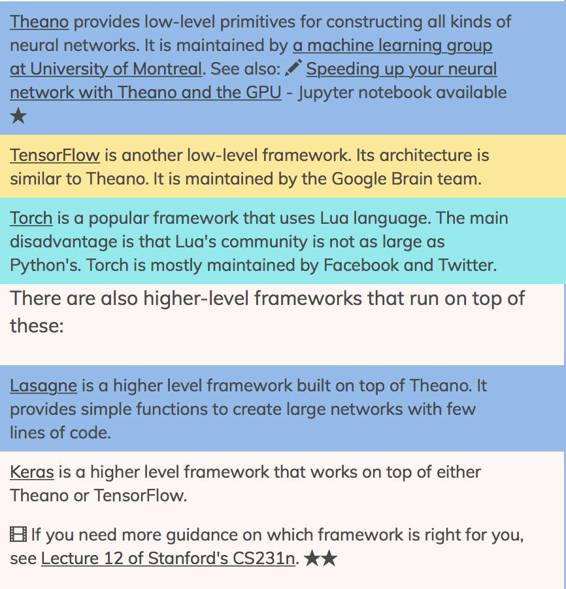 Theano provides low-level primitives for constructing all kinds of
neural networks. It is maintained by a machine learning group
at University of Montreal. See also: Speeding up your neural
network with Theano and the GPU - Jupyter notebook available
★
TensorFlow is another low-level framework. Its architecture is
similar to Theano. It is maintained by the Google Brain team.
Torch is a popular framework that uses Lua language. The main
disadvantage is that Lua's community is not as large as
Python's. Torch is mostly maintained by Facebook and Twitter.
There are also higher-level frameworks that run on top of
these:
Lasagne is a higher level framework built on top of Theano. It
provides simple functions to create large networks with few
lines of code.
Keras is a higher level framework that works on top of either
Theano or TensorFlow.
If you need more guidance on which framework is right for you,
see Lecture 12 of Stanford's CS231n. ★★